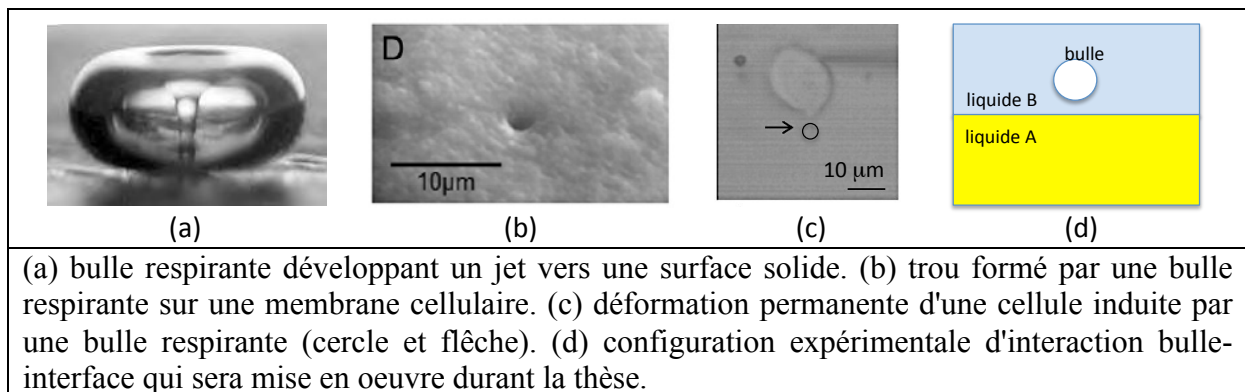 D
10µm
10 µm
bulle
liquide B
liquide A
(a) (b) (c) (d)
(a) bulle respirante développant un jet vers une surface solide. (b) trou formé par une bulle
respirante sur une membrane cellulaire. (c) déformation permanente d'une cellule induite par
une bulle respirante (cercle et flêche). (d) configuration expérimentale d'interaction bulle-
interface qui sera mise en oeuvre durant la thèse.